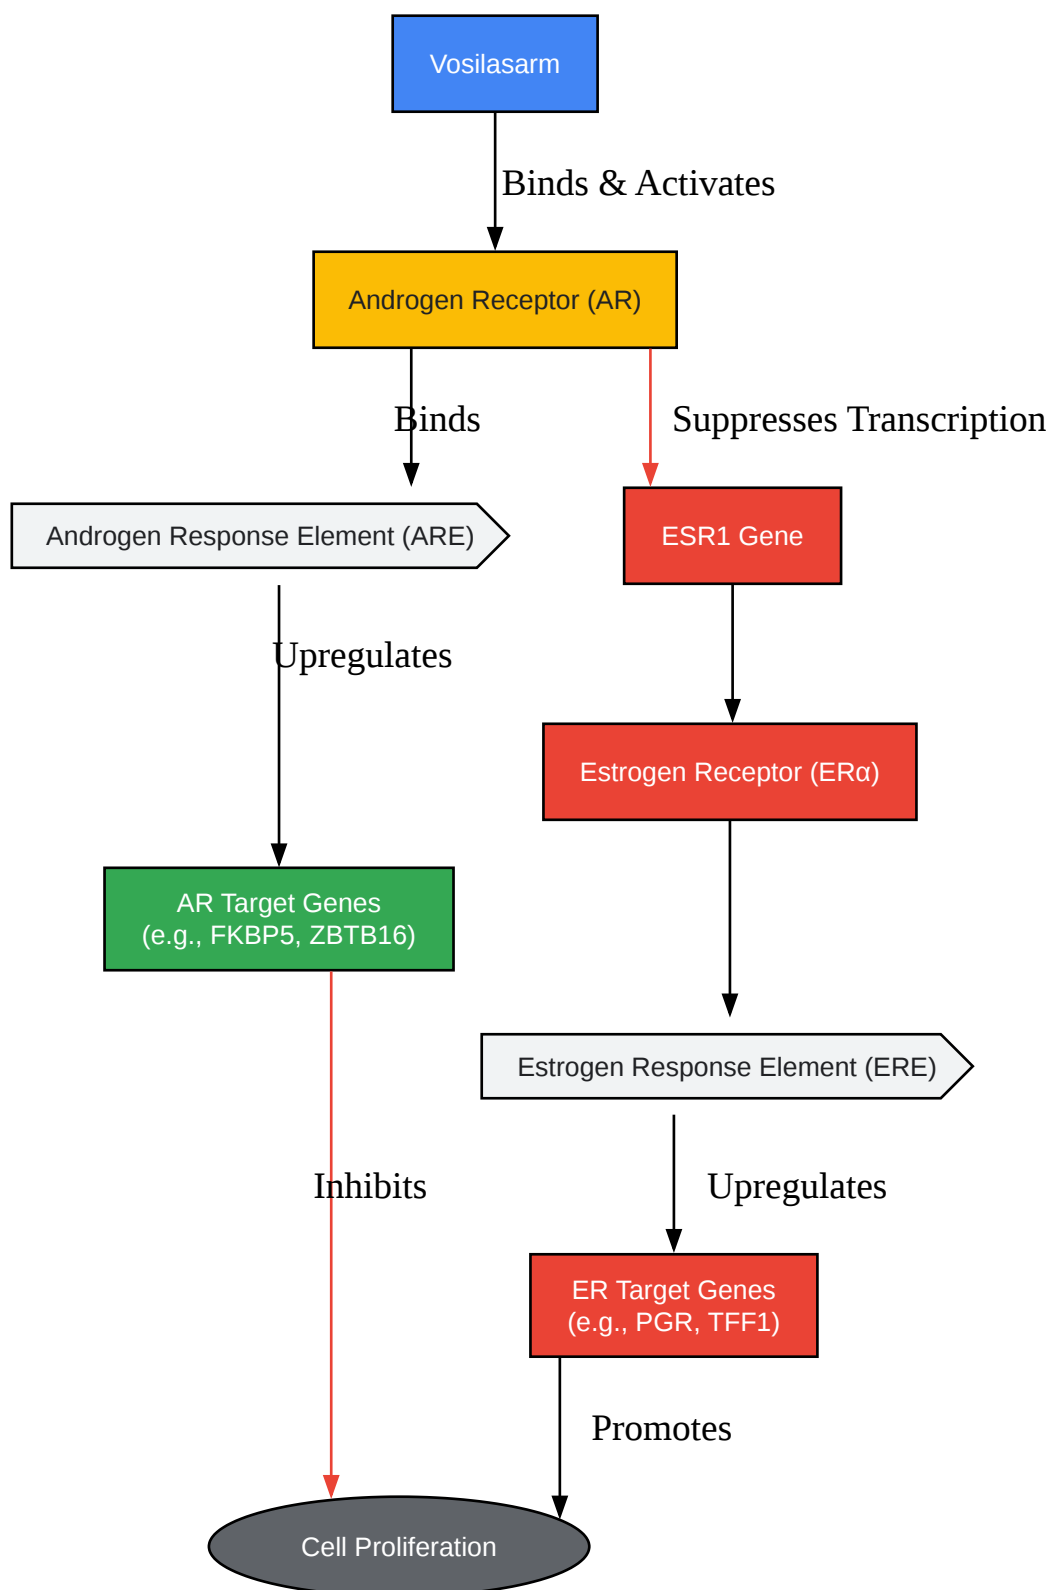 Vosilasarm
Binds & Activates
Androgen Receptor (AR)
Binds
Suppresses Transcription
Androgen Response Element (ARE)
ESR1 Gene
Upregulates
Estrogen Receptor (ERα)
AR Target Genes
(e.g., FKBP5, ZBTB16)
Estrogen Response Element (ERE)
Inhibits
Upregulates
ER Target Genes
(e.g., PGR, TFF1)
Promotes
Cell Proliferation